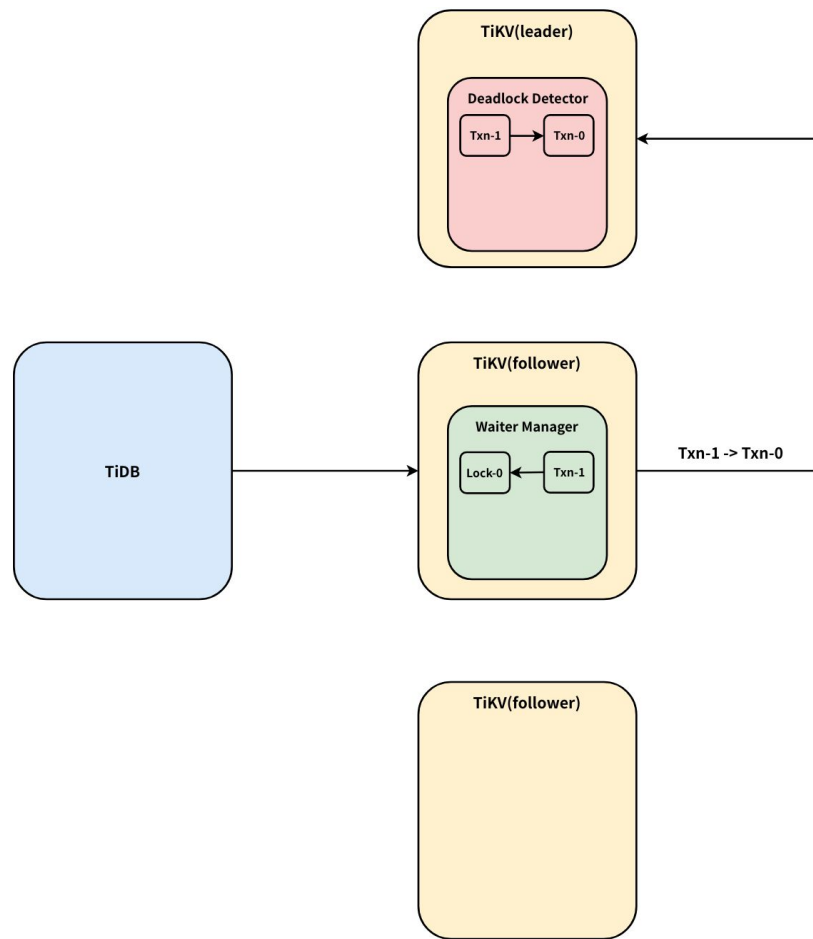 TiKV(leader)
Deadlock Detector
Txn-1
Txn-0
TiDB
TiKV(follower)
Waiter Manager
Lock-0
Txn-1
Txn-1 -> Txn-0
TiKV(follower)